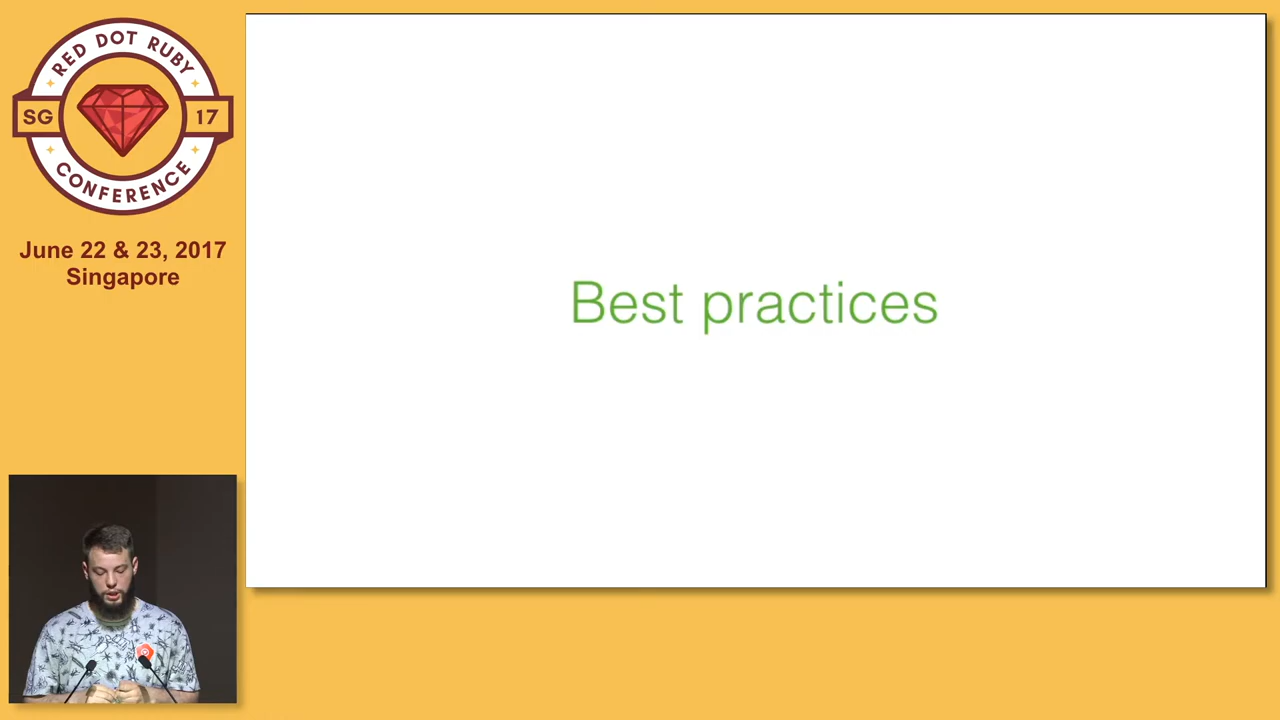 RED DOT RUBY
SG
17
CONFERENCE
June 22 & 23, 2017
Singapore
Best practices